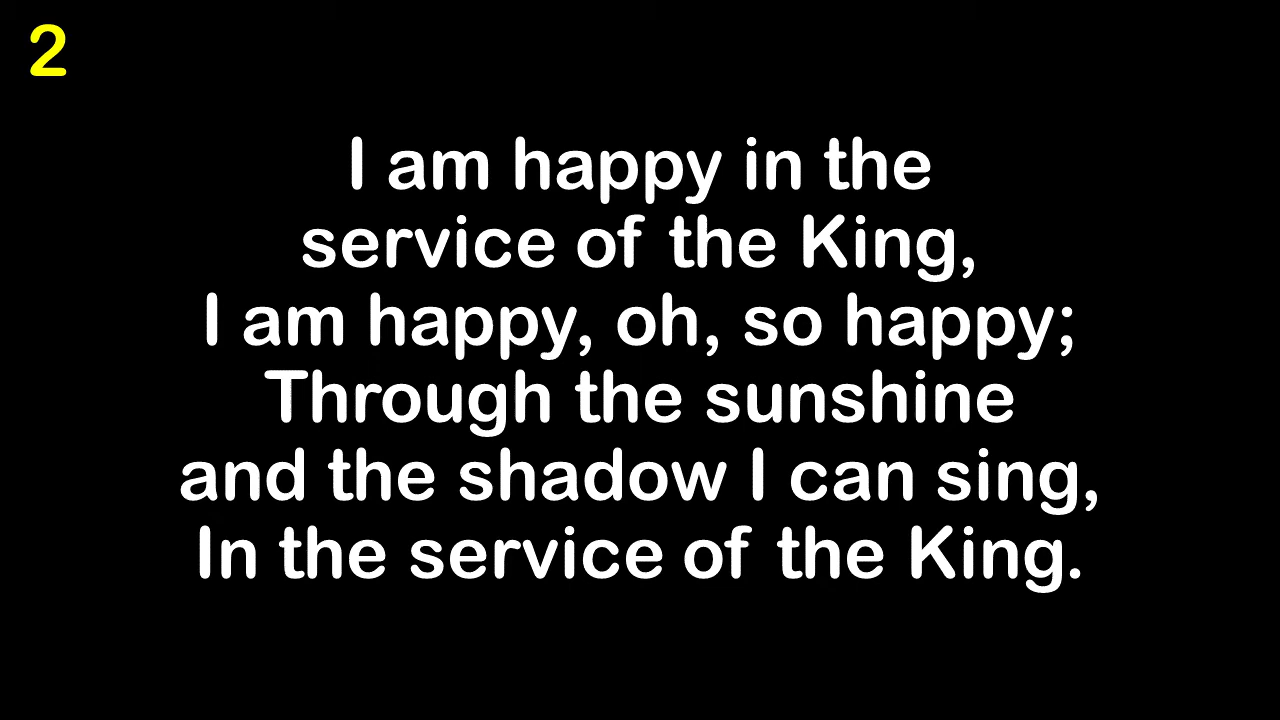 2
I am happy in the
service of the King,
I am happy, oh, so happy;
Through the sunshine
and the shadow I can sing,
In the service of the King.